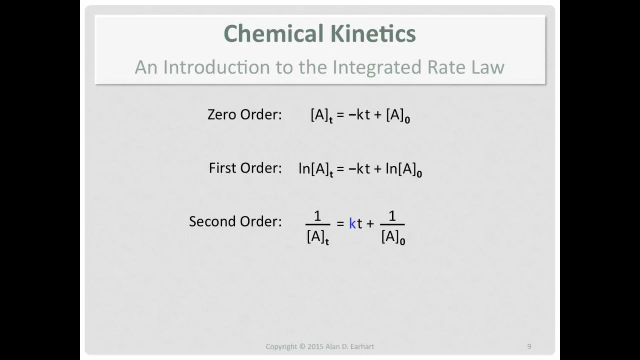 Chemical Kinetics
An Introduction to the Integrated Rate Law
Zero Order: [A]t = −kt + [A]0
First Order: ln[A]t = −kt + ln[A]0
Second Order: 1/[A]t = kt + 1/[A]0
Copyright © 2015 Alan D. Earhart 9